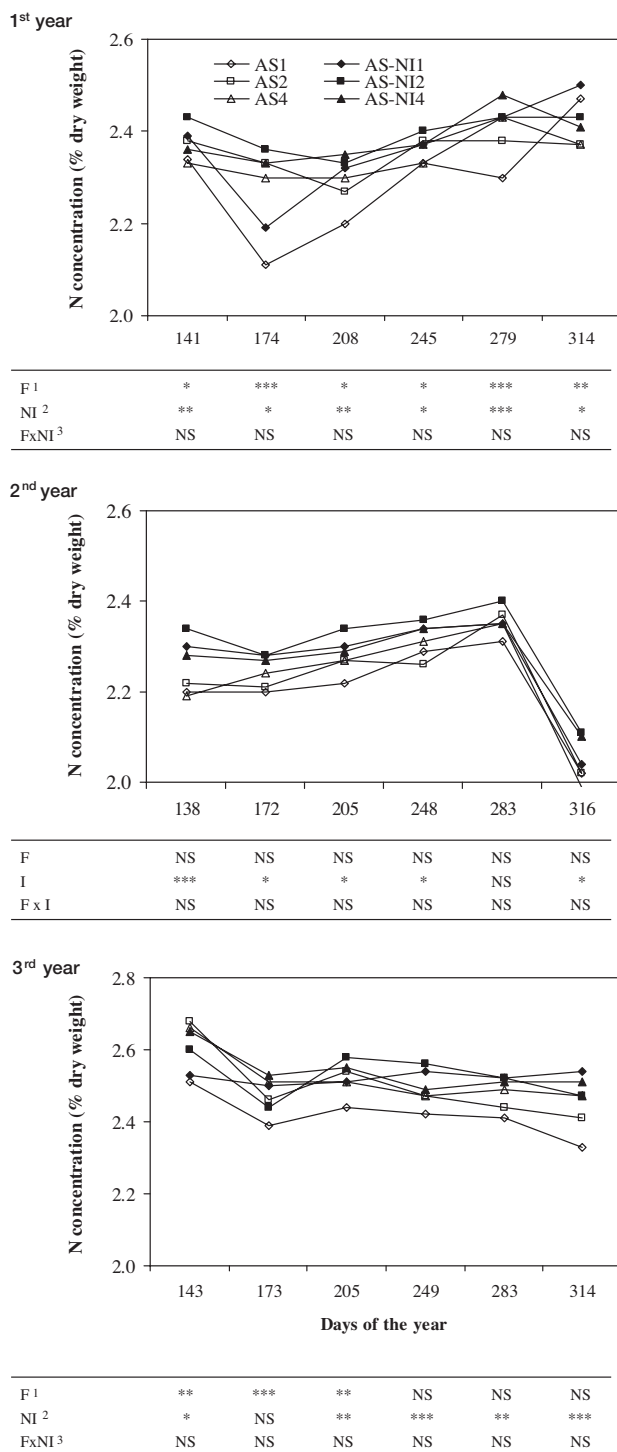 1st year
N concentration (% dry weight)
2.6
2.4
2.2
2.0
AS1 AS-NI1
AS2 AS-NI2
AS4 AS-NI4
141 174 208 245 279 314
F 1 * *** * * *** **
NI 2 ** * ** * *** *
FxNI 3 NS NS NS NS NS NS
2nd year
N concentration (% dry weight)
2.6
2.4
2.2
2.0
138 172 205 248 283 316
F NS NS NS NS NS NS
I *** * * * NS *
F x I NS NS NS NS NS NS
3rd year
N concentration (% dry weight)
2.8
2.6
2.4
2.2
2.0
143 173 205 249 283 314
Days of the year
F 1 ** *** ** NS NS NS
NI 2 * NS ** *** ** ***
FxNI 3 NS NS NS NS NS NS